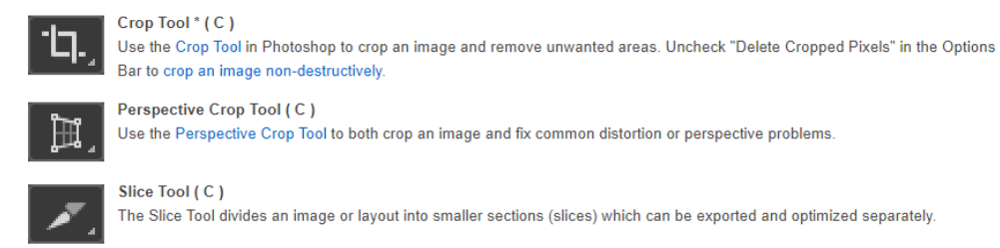 Crop Tool * ( C )
Use the Crop Tool in Photoshop to crop an image and remove unwanted areas. Uncheck "Delete Cropped Pixels" in the Options
Bar to crop an image non-destructively.
Perspective Crop Tool ( C )
Use the Perspective Crop Tool to both crop an image and fix common distortion or perspective problems.
Slice Tool ( C )
The Slice Tool divides an image or layout into smaller sections (slices) which can be exported and optimized separately.